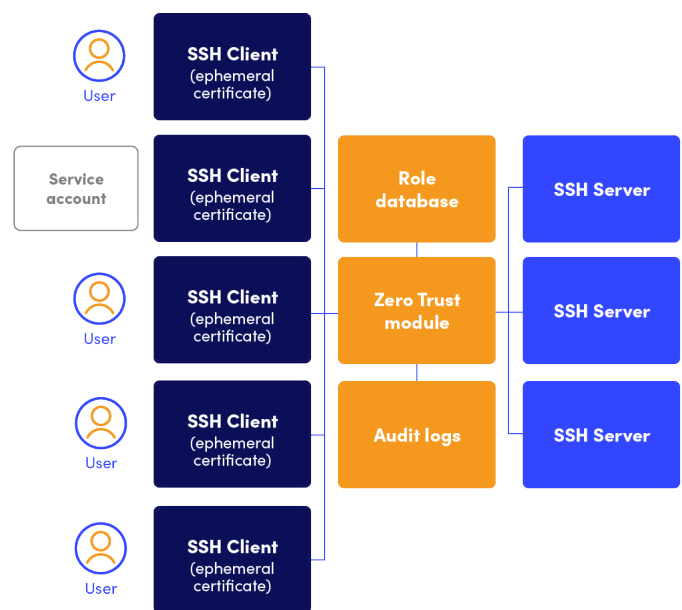 User
SSH Client
(ephemeral
certificate)
Service
account
SSH Client
(ephemeral
certificate)
Role
database
SSH Server
User
SSH Client
(ephemeral
certificate)
Zero Trust
module
SSH Server
User
SSH Client
(ephemeral
certificate)
Audit logs
SSH Server
User
SSH Client
(ephemeral
certificate)